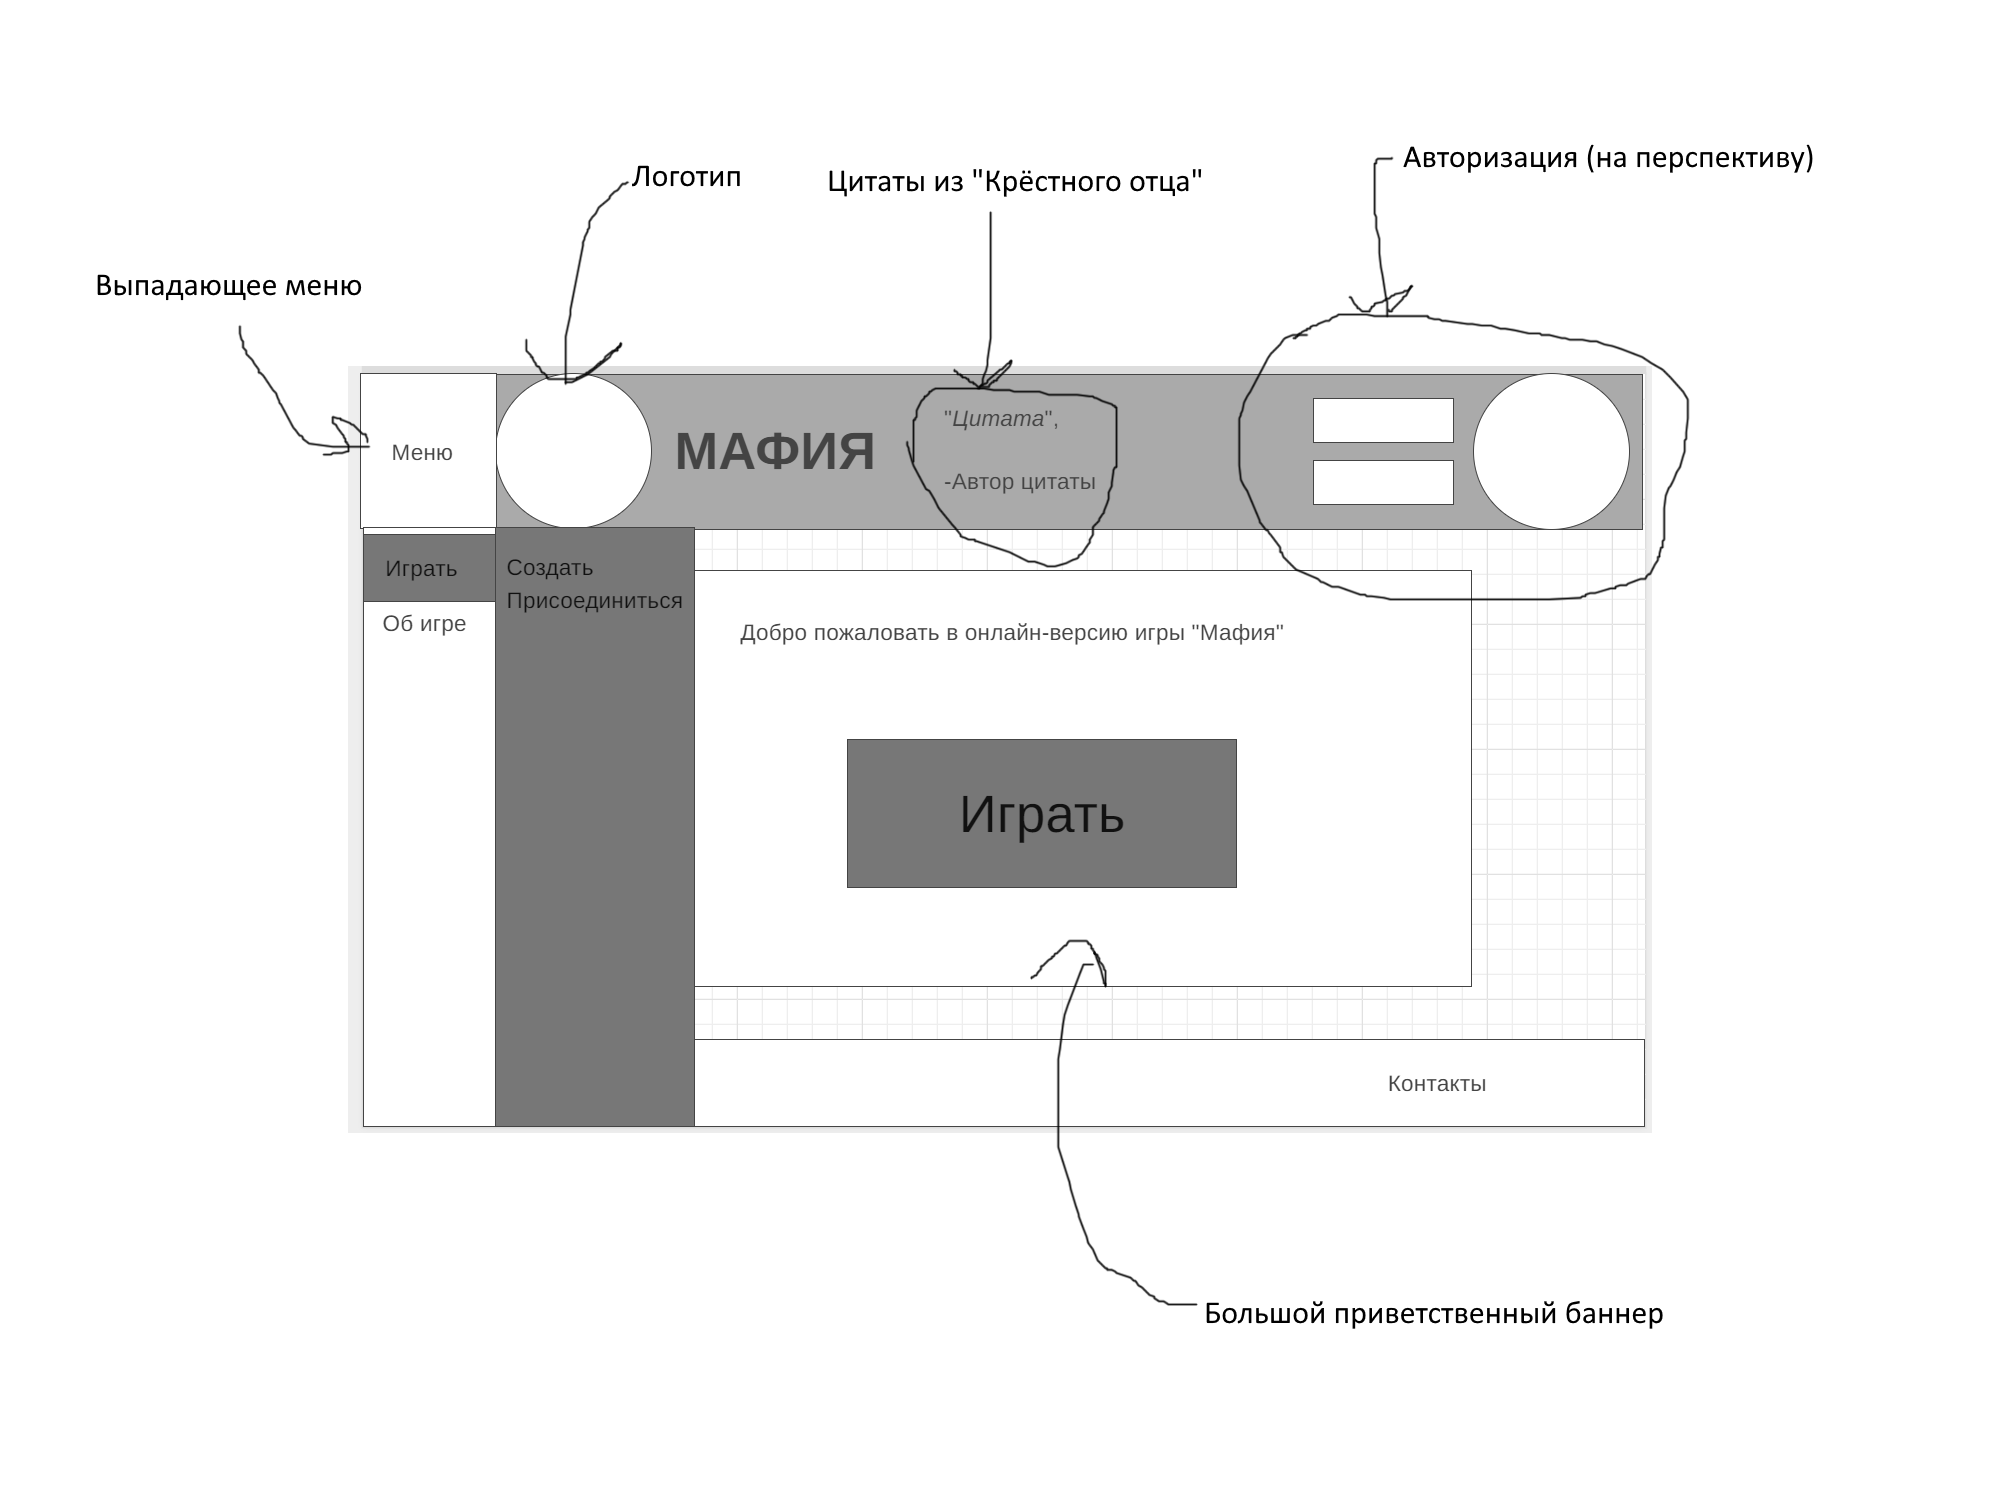 Авторизация (на перспективу)
Логотип
Цитаты из "Крёстного отца"
Выпадающее меню
Меню
МАФИЯ
"Цитата",
-Автор цитаты
Играть
Об игре
Создать
Присоединиться
Добро пожаловать в онлайн-версию игры "Мафия"
Играть
Контакты
Большой приветственный баннер